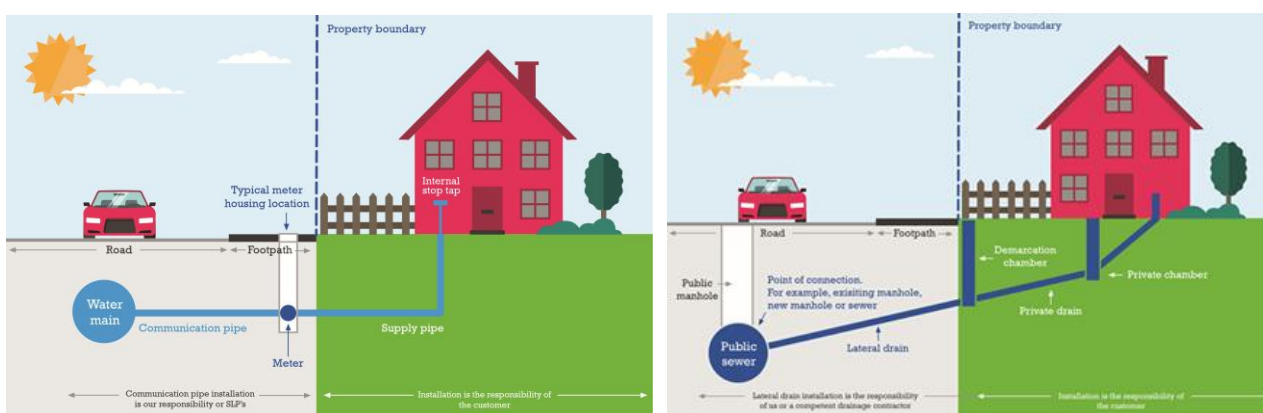 Property boundary
Typical meter
housing location
Internal
stop tap
Road
Footpath
Water
main
Communication pipe
Supply pipe
Meter
Communication pipe installation
is our responsibility or SLP's
Installation is the responsibility of
the customer
Property boundary
Road
Footpath
Demarcation
chamber
Public
manhole
Point of connection.
For example, exisiting manhole,
new manhole or sewer
Private chamber
Private drain
Public
sewer
Lateral drain
Lateral drain installation is the responsibility
of us or a competent drainage contractor
Installation is the responsibility of
the customer